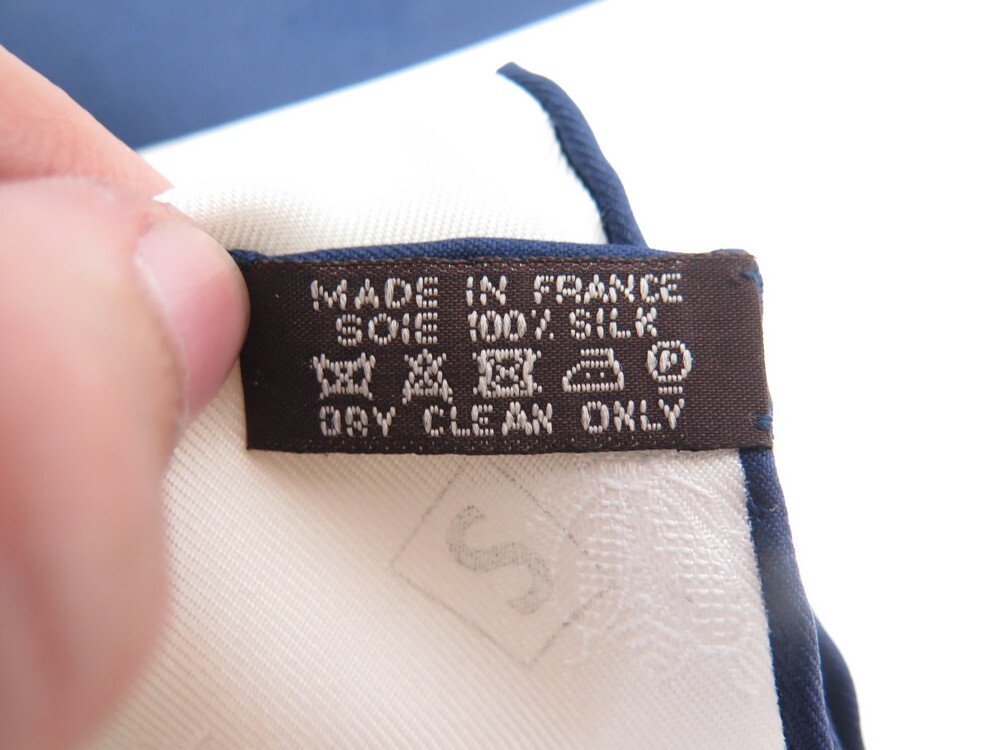 MADE IN FRANCE
SOIE 100% SILK
P
DRY CLEAN ONLY
S